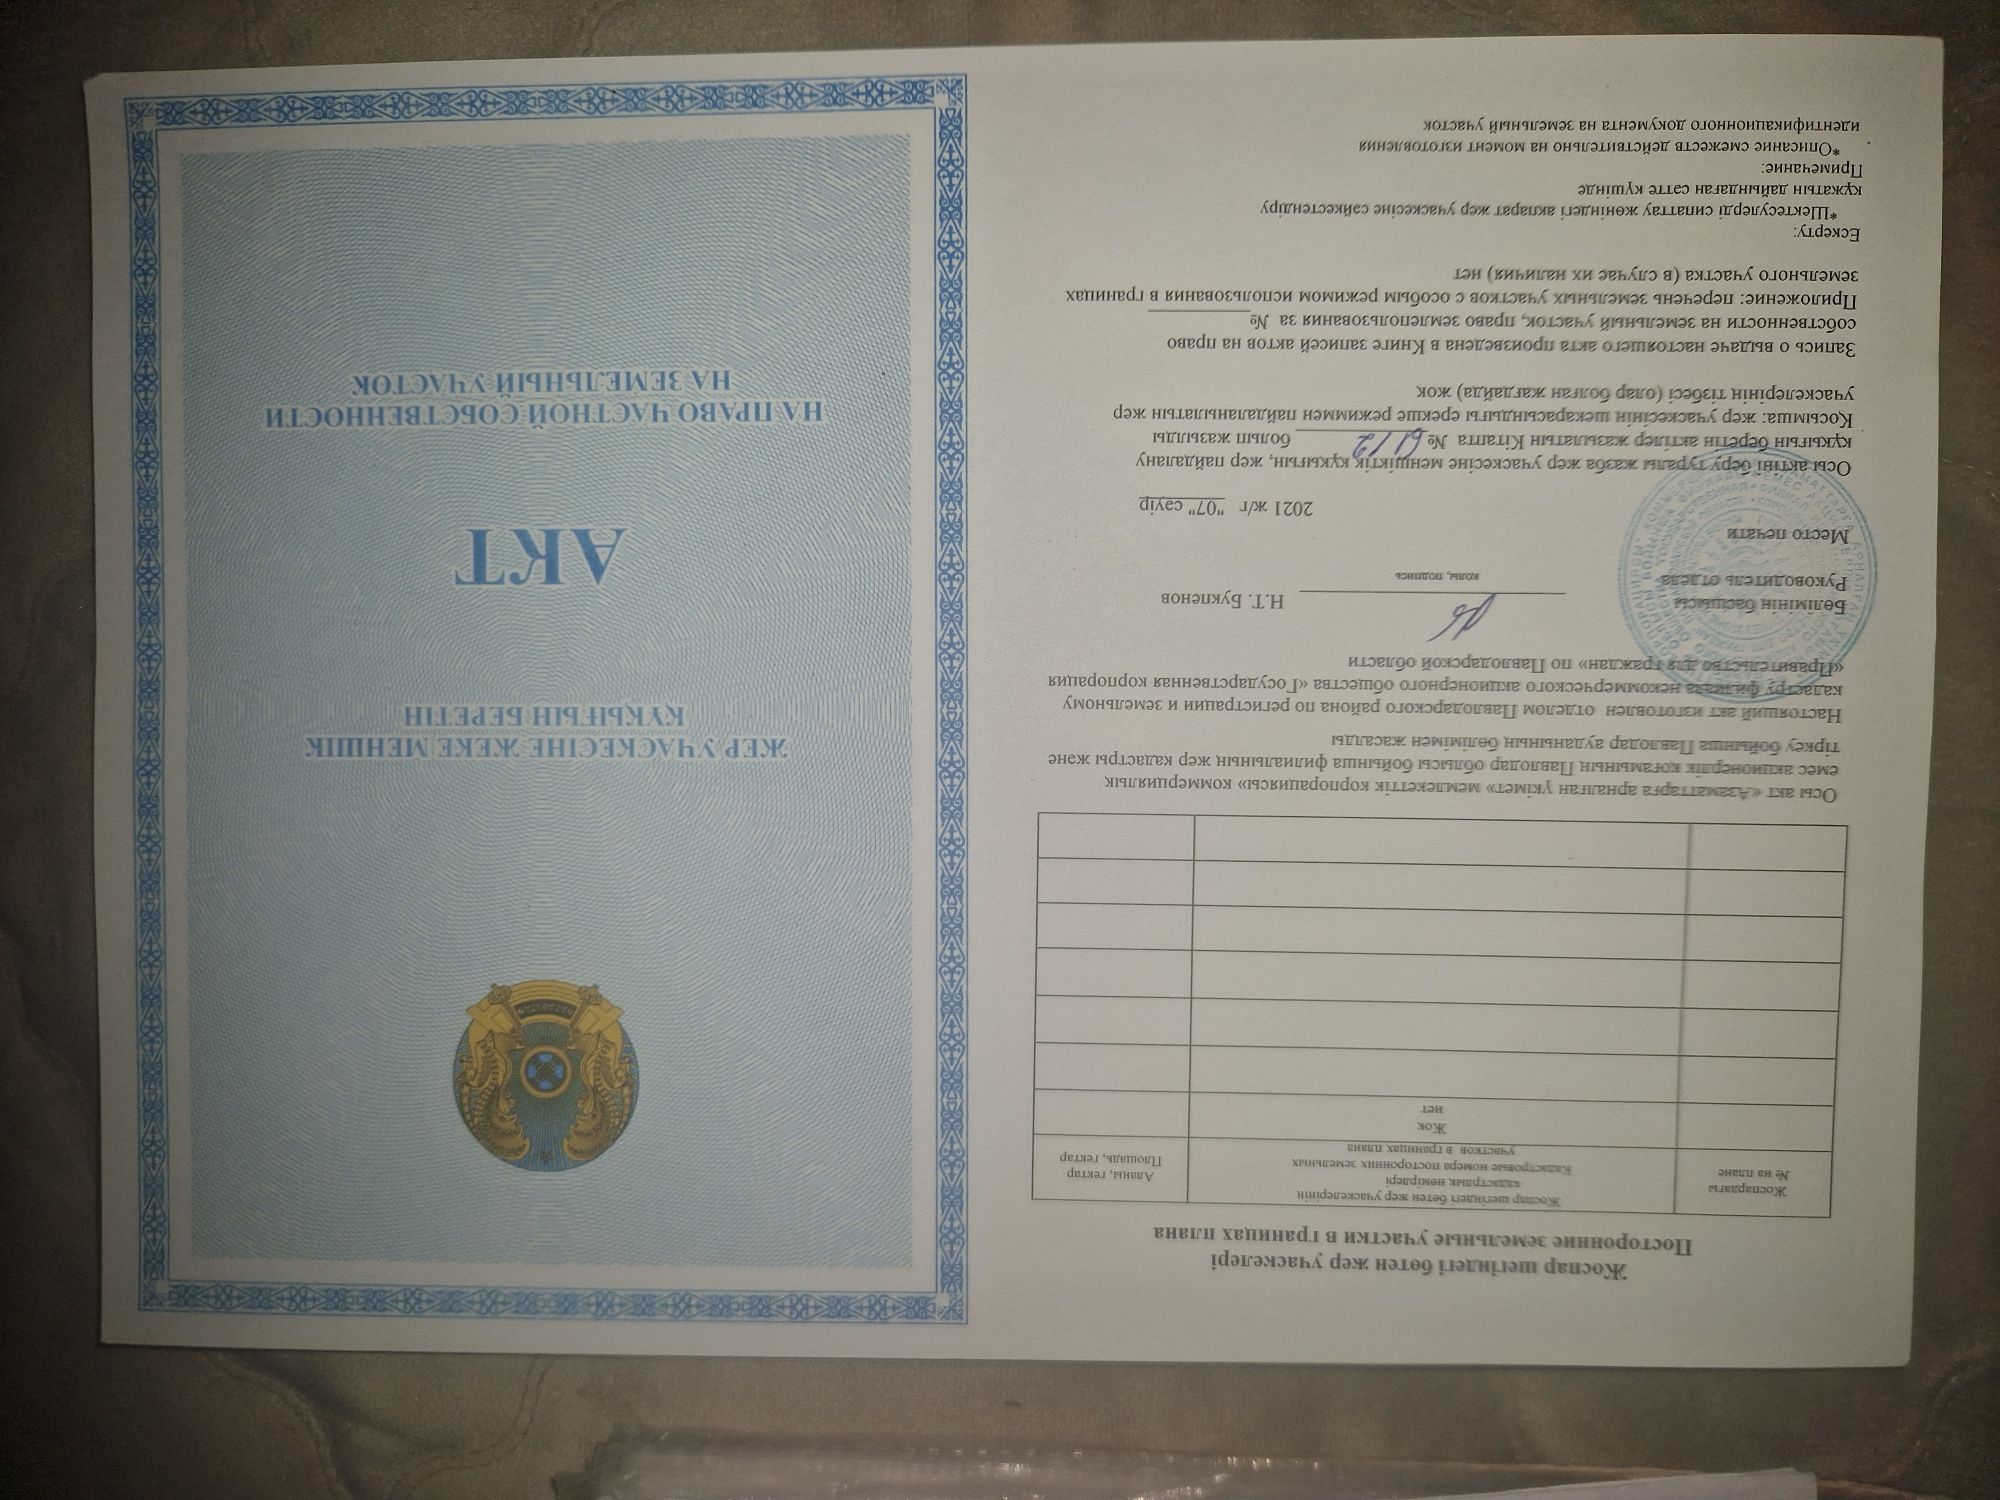 Жоспар шегіндегі бөтен жер учаскелері
Посторонние земельные участки в границах плана
Жоспардағы
№ на плане
Жоспар шегіндегі бөтен жер учаскелерінің
кадастрлық нөмірлері
Кадастровые номера посторонних земельных
участков в границах плана
Аланы, гектар
Площадь, гектар
Жоқ
нет
Осы акт «Азаматтарға арналған үкімет» мемлекеттік корпорациясы» коммерциялық
емес акционерлік қоғамының Павлодар облысы бойынша филиалының жер кадастры және
тіркеу бойынша Павлодар ауданының бөлімімен жасалды
Настоящий акт изготовлен отделом Павлодарского района по регистрации и земельному
кадастру филиала некоммерческого акционерного общества «Государственная корпорация
«Правительство для граждан» по Павлодарской области
Бөлімінің басшысы
Руководитель отдела
Н.Т. Букпенов
қолы, подпись
Место печати
2021 ж/г "07" сәуір
Осы актіні беру туралы жазба жер учаскесіне меншіктік құқығын, жер пайдалану
құқығын беретін актілер жазылатын Кітапта № 6112 болып жазылды
Қосымша: жер учаскесінің шекарасындағы ерекше режиммен пайдаланылатын жер
учаскелерінің тізбесі (олар болған жағдайда) жоқ
Запись о выдаче настоящего акта произведена в Книге записей актов на право
собственности на земельный участок, право землепользования за №
Приложение: перечень земельных участков с особым режимом использования в границах
земельного участка (в случае их наличия) нет
Ескерту:
*Шектесулерді сипаттау жөніндегі ақпарат жер учаскесіне сәйкестендіру
құжатын дайындаған сәтте күшінде
Примечание:
*Описание смежеств действительно на момент изготовления
идентификационного документа на земельный участок
QAZAQSTAN
ЖЕР УЧАСКЕСІНЕ ЖЕКЕ МЕНШІК
ҚҰҚЫҒЫН БЕРЕТІН
АКТ
НА ПРАВО ЧАСТНОЙ СОБСТВЕННОСТИ
НА ЗЕМЕЛЬНЫЙ УЧАСТОК